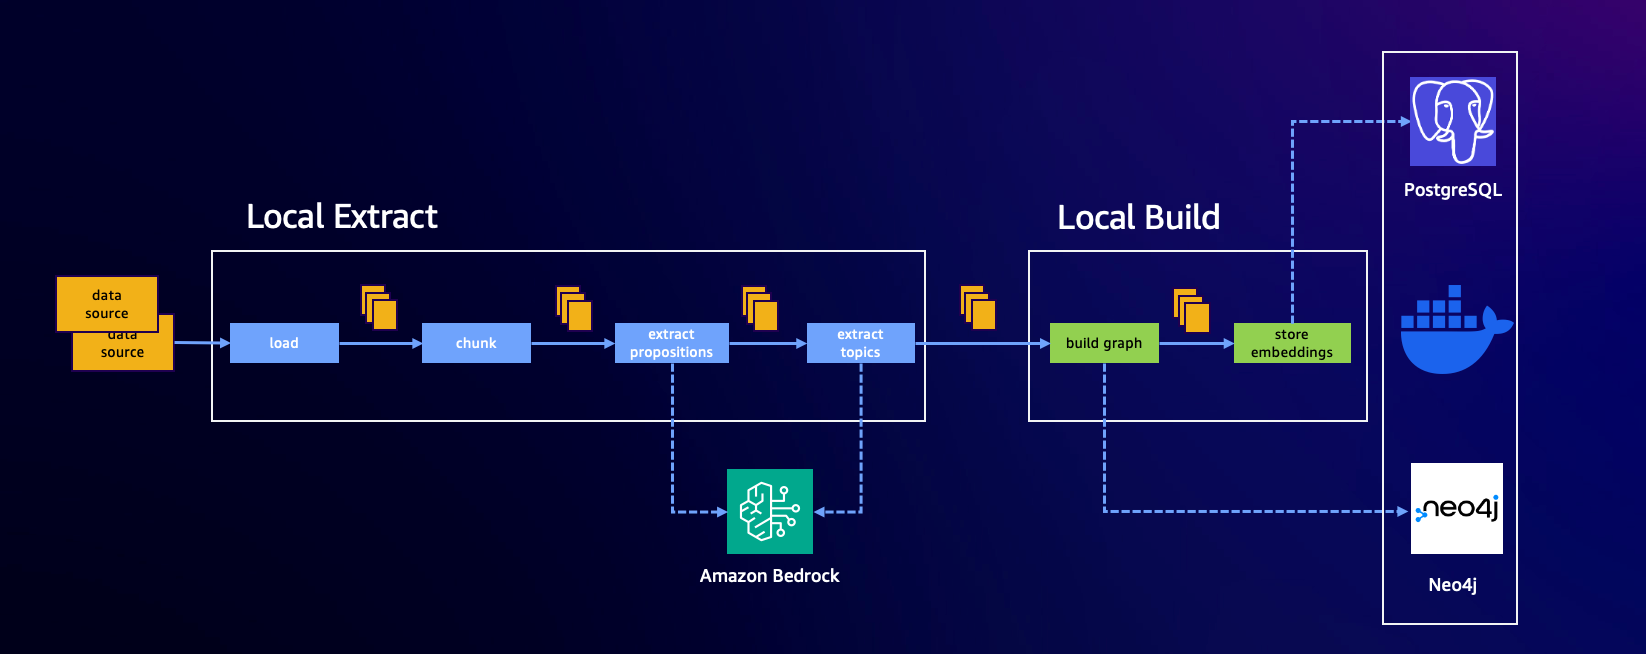 Local Extract
Local Build
data
source
data
source
load
chunk
extract
propositions
extract
topics
build graph
store
embeddings
Amazon Bedrock
PostgreSQL
neo4j
Neo4j